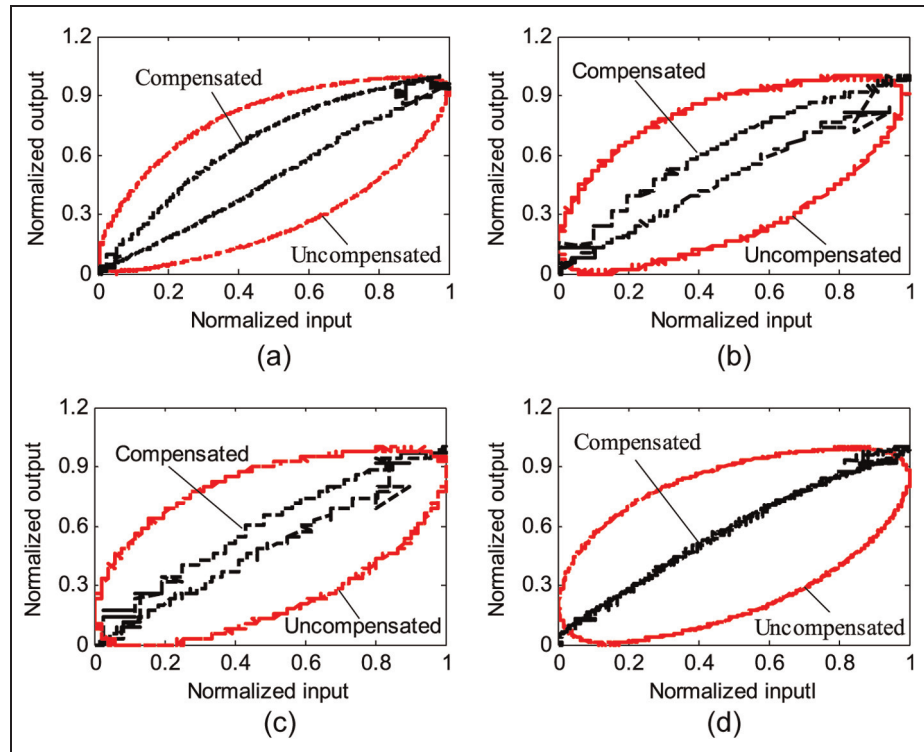 1.2
0.9
0.6
0.3
0
Normalized output
Compensated
Uncompensated
0
0.2
0.4
0.6
0.8
1
Normalized input
(a)
1.2
0.9
0.6
0.3
0
Normalized output
Compensated
Uncompensated
0
0.2
0.4
0.6
0.8
1
Normalized input
(b)
1.2
0.9
0.6
0.3
0
Normalized output
Compensated
Uncompensated
0
0.2
0.4
0.6
0.8
1
Normalized input
(c)
1.2
0.9
0.6
0.3
0
Normalized output
Compensated
Uncompensated
0
0.2
0.4
0.6
0.8
1
Normalized inputl
(d)